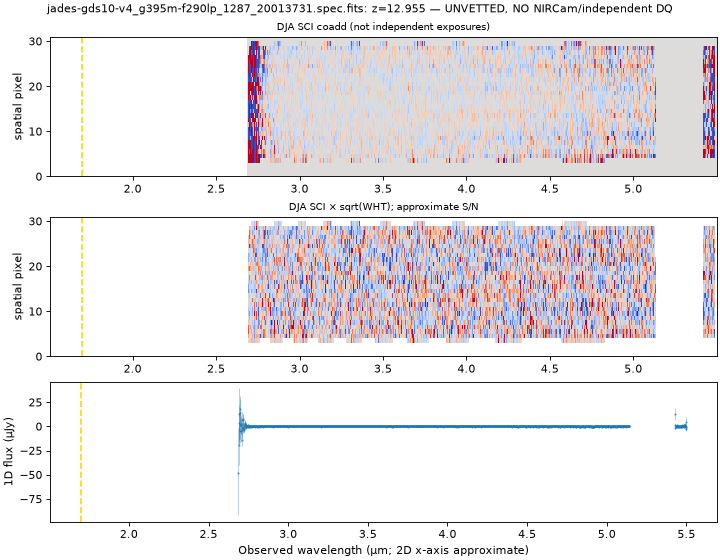 jades-gds10-v4_g395m-f290lp_1287_20013731.spec.fits: z=12.955 — UNVETTED, NO NIRCam/independent DQ
DJA SCI coadd (not independent exposures)
spatial pixel
30
20
10
0
2.0 2.5 3.0 3.5 4.0 4.5 5.0
DJA SCI × sqrt(WHT); approximate S/N
spatial pixel
30
20
10
0
2.0 2.5 3.0 3.5 4.0 4.5 5.0
1D flux (μJy)
25
0
−25
−50
−75
2.0 2.5 3.0 3.5 4.0 4.5 5.0 5.5
Observed wavelength (μm; 2D x-axis approximate)